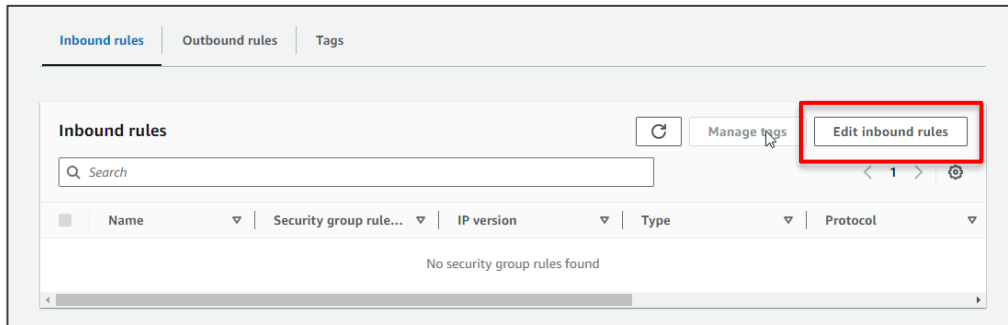 Inbound rules Outbound rules Tags
Inbound rules Manage tags Edit inbound rules
Search 1
Name Security group rule... IP version Type Protocol
No security group rules found